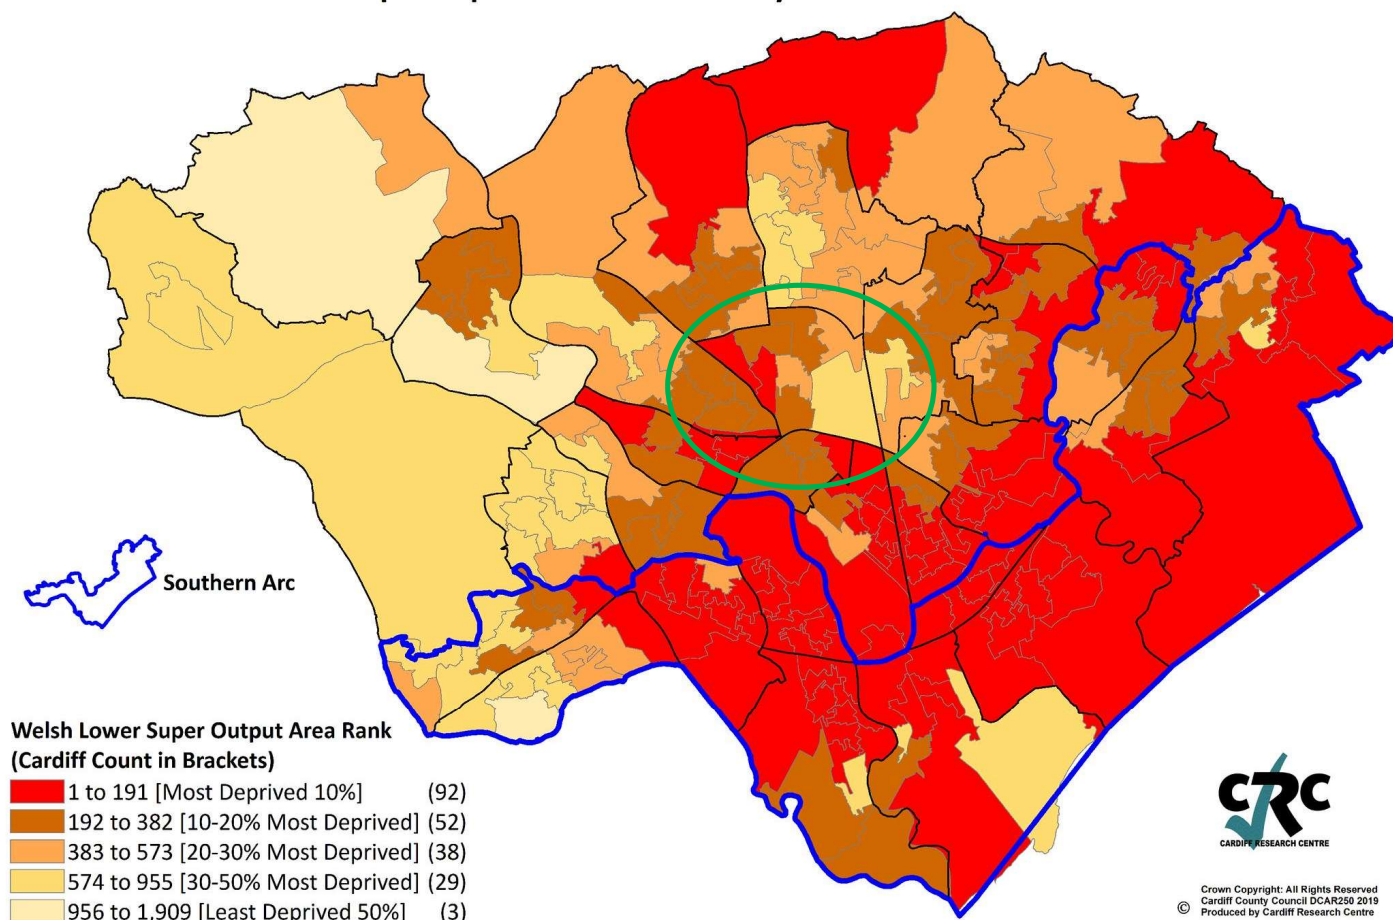 Southern Arc
Welsh Lower Super Output Area Rank
(Cardiff Count in Brackets)
1 to 191 [Most Deprived 10%] (92)
192 to 382 [10-20% Most Deprived] (52)
383 to 573 [20-30% Most Deprived] (38)
574 to 955 [30-50% Most Deprived] (29)
956 to 1,909 [Least Deprived 50%] (3)
CRC
CARDIFF RESEARCH CENTRE
© Crown Copyright: All Rights Reserved
Cardiff County Council DCAR250 2019
Produced by Cardiff Research Centre